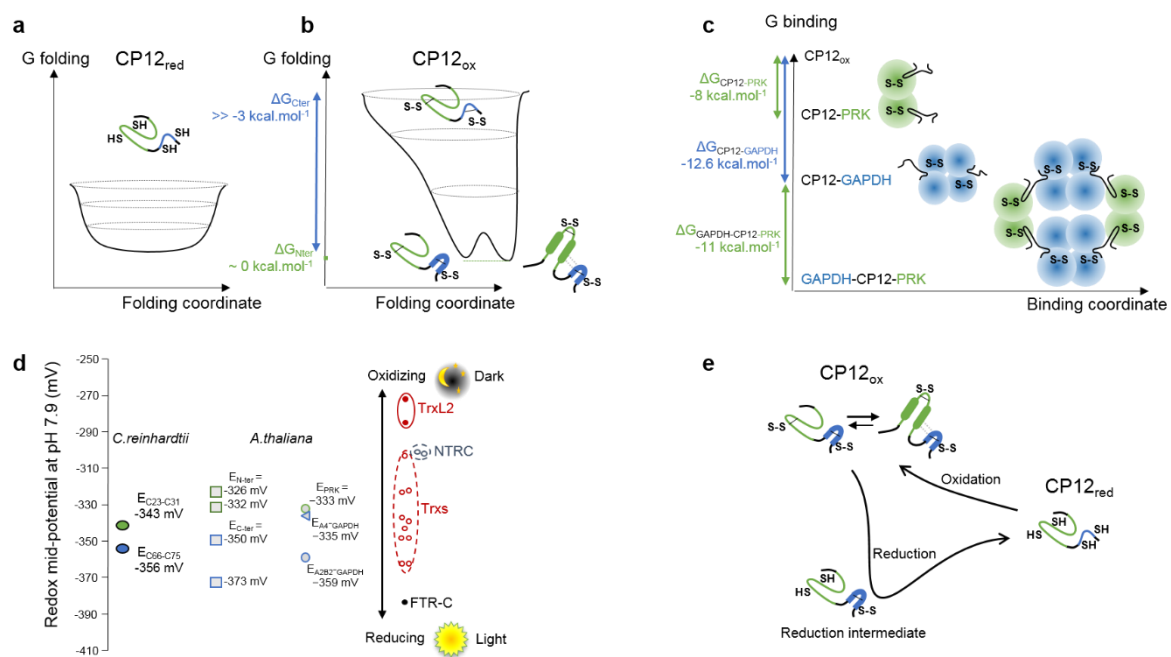 a
G folding
CP12red
SH
HS
SH
SH
Folding coordinate
b
G folding
CP12ox
ΔGCter
>> -3 kcal.mol-1
ΔGNter
~ 0 kcal.mol-1
S-S
S-S
S-S
S-S
S-S
S-S
Folding coordinate
c
G binding
CP12ox
ΔGCP12-PRK
-8 kcal.mol-1
CP12-PRK
ΔGCP12-GAPDH
-12.6 kcal.mol-1
CP12-GAPDH
ΔGGAPDH-CP12-PRK
-11 kcal.mol-1
GAPDH-CP12-PRK
S-S
S-S
S-S
S-S
S-S
S-S
S-S
S-S
S-S
S-S
S-S
S-S
Binding coordinate
d
Redox mid-potential at pH 7.9 (mV)
-250
-270
-290
-310
-330
-350
-370
-390
-410
C.reinhardtii
EC23-C31
-343 mV
EC66-C75
-356 mV
A.thaliana
EN-ter =
-326 mV
-332 mV
EC-ter =
-350 mV
-373 mV
EPRK =
-333 mV
EA4-GAPDH
-335 mV
EA2B2-GAPDH
-359 mV
Oxidizing
Dark
TrxL2
NTRC
Trxs
FTR-C
Reducing
Light
e
CP12ox
S-S
S-S
S-S
S-S
Oxidation
CP12red
SH
HS
SH
SH
Reduction
SH
HS
S-S
Reduction intermediate